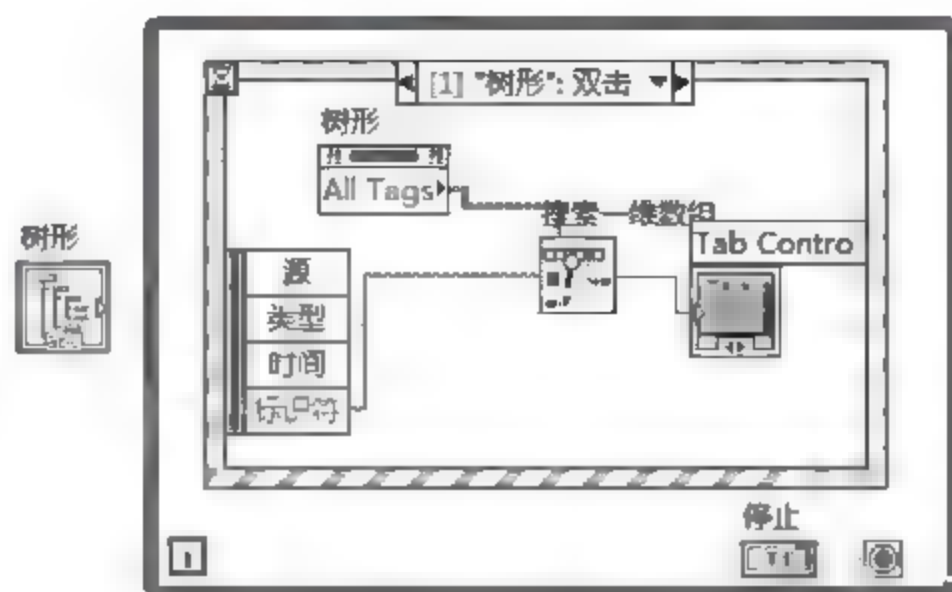 [1] "树形": 双击
树形
All Tags
搜索一维数组
Tab Contro
树形
源
类型
时间
标识符
停止
i